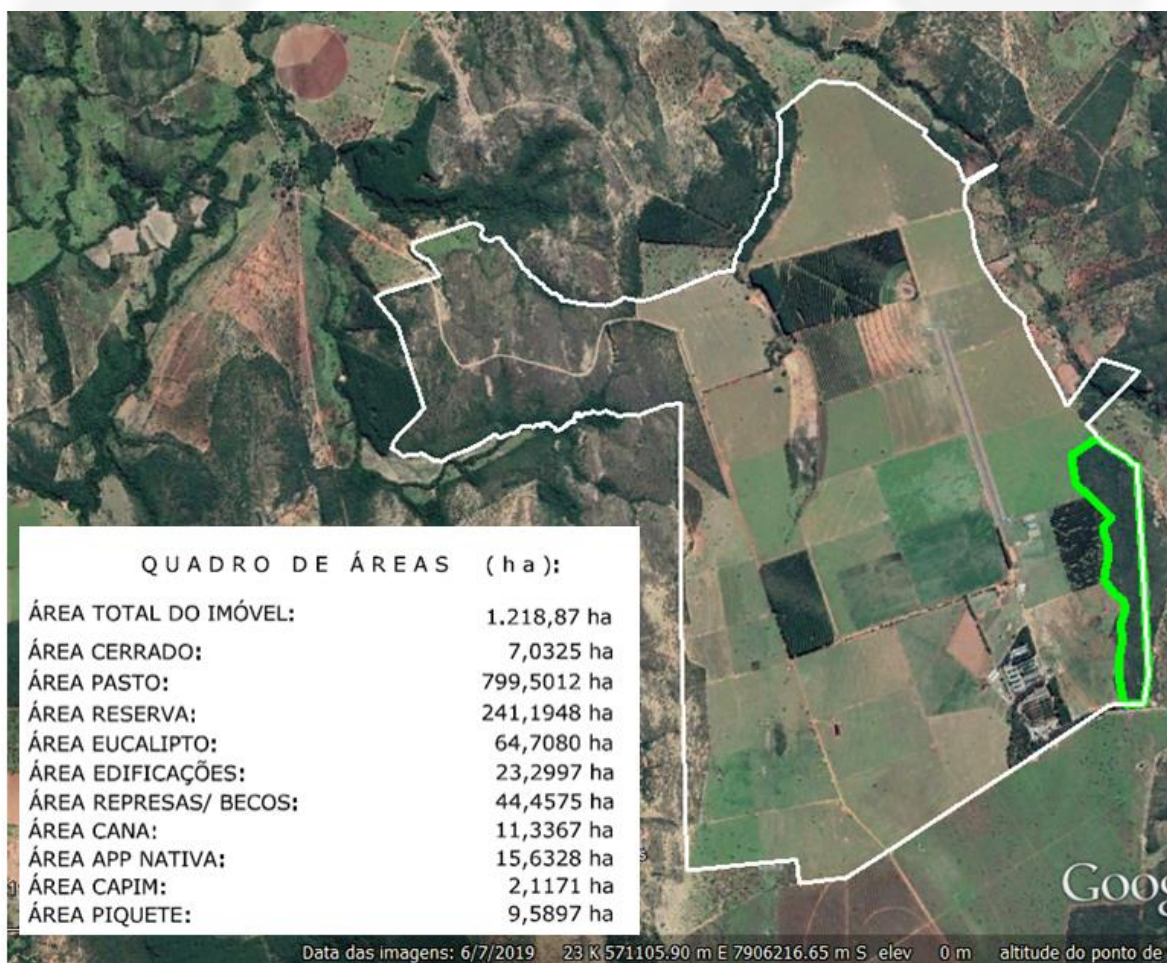 QUADRO DE ÁREAS (ha):
ÁREA TOTAL DO IMÓVEL: 1.218,87 ha
ÁREA CERRADO: 7,0325 ha
ÁREA PASTO: 799,5012 ha
ÁREA RESERVA: 241,1948 ha
ÁREA EUCALIPTO: 64,7080 ha
ÁREA EDIFICAÇÕES: 23,2997 ha
ÁREA REPRESAS/ BECOS: 44,4575 ha
ÁREA CANA: 11,3367 ha
ÁREA APP NATIVA: 15,6328 ha
ÁREA CAPIM: 2,1171 ha
ÁREA PIQUETE: 9,5897 ha
Goog
Data das imagens: 6/7/2019 23 K 571105.90 m E 7906216.65 m S elev 0 m altitude do ponto de